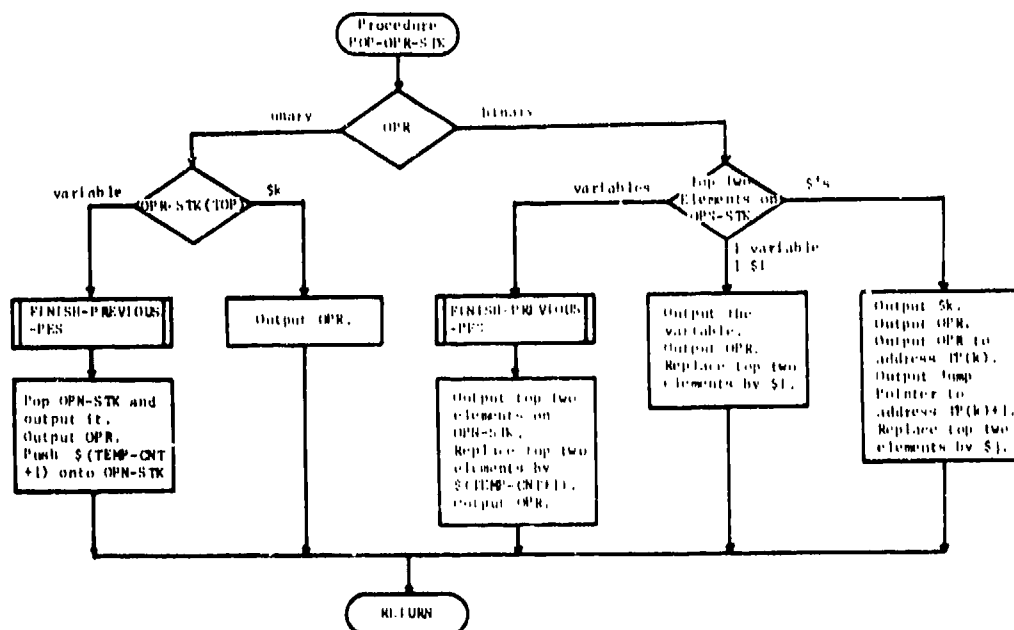 Procedure
POP-OPR-STK
unary
OPR
binary
variable
OPR-STK(TOP)
$k
variables
Top two
Elements on
OPN-STK
$'s
1 variable
1 $i
FINISH-PREVIOUS
-PES
Output OPR.
FINISH-PREVIOUS
-PES
Output the
variable.
Output OPR.
Replace top two
elements by $i.
Output $k.
Output OPR.
Output OPR to
address JP(k).
Output Jump
Pointer to
address JP(k)+1.
Replace top two
elements by $j.
Pop OPN-STK and
output it.
Output OPR.
Push $(TEMP-CNT
+1) onto OPN-STK
Output top two
elements on
OPN-STK.
Replace top two
elements by
$(TEMP-CNT+1).
output OPR.
RETURN